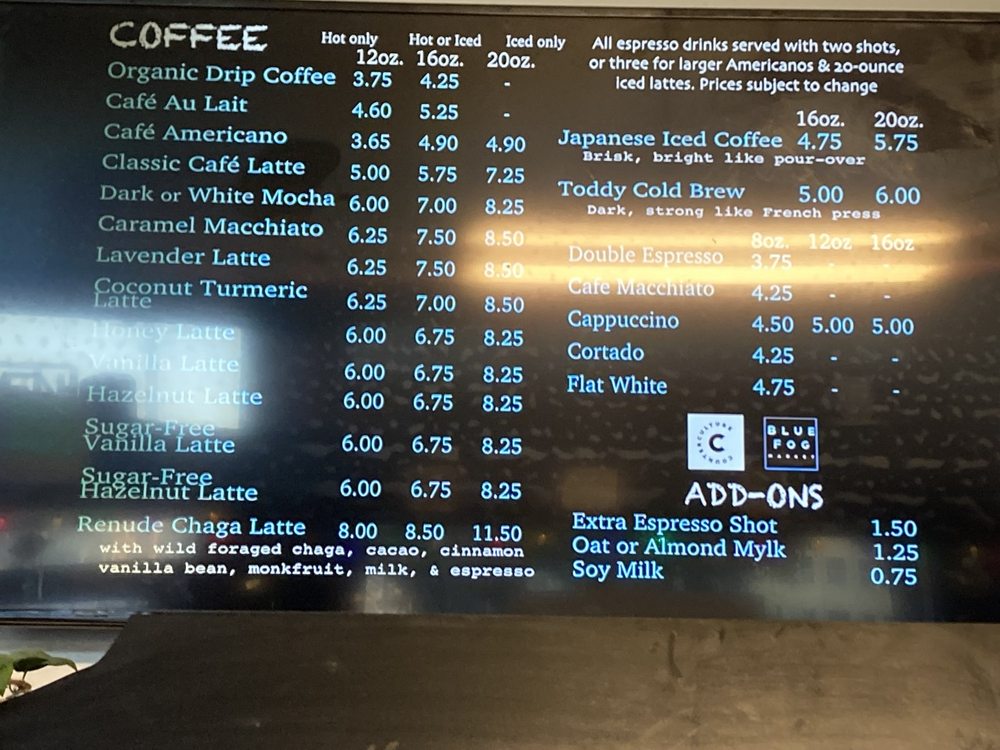 COFFEE Hot only Hot or Iced Iced only
12oz. 16oz. 20oz.
Organic Drip Coffee 3.75 4.25 -
Café Au Lait 4.60 5.25 -
Café Americano 3.65 4.90 4.90
Classic Café Latte 5.00 5.75 7.25
Dark or White Mocha 6.00 7.00 8.25
Caramel Macchiato 6.25 7.50 8.50
Lavender Latte 6.25 7.50 8.50
Coconut Turmeric
Latte 6.25 7.00 8.50
Honey Latte 6.00 6.75 8.25
Vanilla Latte 6.00 6.75 8.25
Hazelnut Latte 6.00 6.75 8.25
Sugar-Free
Vanilla Latte 6.00 6.75 8.25
Sugar-Free
Hazelnut Latte 6.00 6.75 8.25
Renude Chaga Latte 8.00 8.50 11.50
with wild foraged chaga, cacao, cinnamon
vanilla bean, monkfruit, milk, & espresso
All espresso drinks served with two shots,
or three for larger Americanos & 20-ounce
iced lattes. Prices subject to change
16oz. 20oz.
Japanese Iced Coffee 4.75 5.75
Brisk, bright like pour-over
Toddy Cold Brew 5.00 6.00
Dark, strong like French press
8oz. 12oz 16oz
Double Espresso 3.75 - -
Cafe Macchiato 4.25 - -
Cappuccino 4.50 5.00 5.00
Cortado 4.25 - -
Flat White 4.75 - -
COUNTER CULTURE
C
BLUE
FOG
MARKET
ADD-ONS
Extra Espresso Shot 1.50
Oat or Almond Mylk 1.25
Soy Milk 0.75